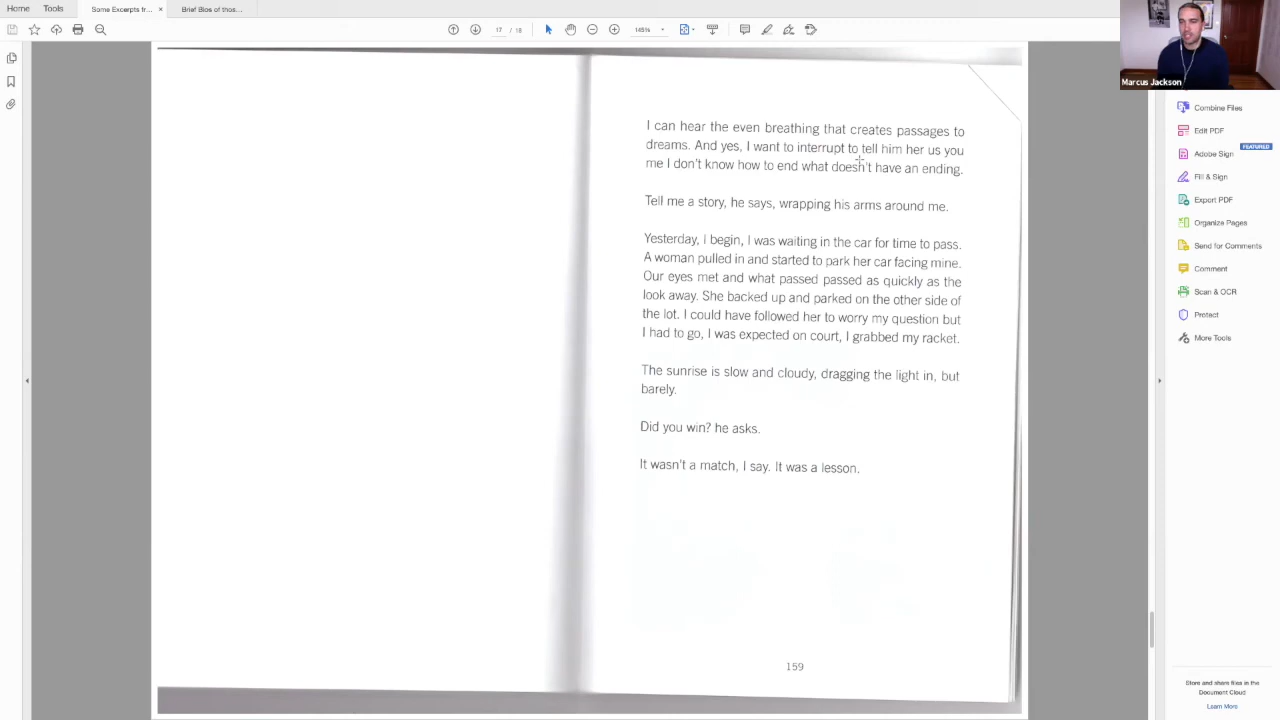 Home
Tools
Some Excerpts fr...
Brief Bios of thos...
17 / 18
145%
Marcus Jackson
I can hear the even breathing that creates passages to
dreams. And yes, I want to interrupt to tell him her us you
me I don't know how to end what doesn't have an ending.
Tell me a story, he says, wrapping his arms around me.
Yesterday, I begin, I was waiting in the car for time to pass.
A woman pulled in and started to park her car facing mine.
Our eyes met and what passed passed as quickly as the
look away. She backed up and parked on the other side of
the lot. I could have followed her to worry my question but
I had to go, I was expected on court, I grabbed my racket.
The sunrise is slow and cloudy, dragging the light in, but
barely.
Did you win? he asks.
It wasn't a match, I say. It was a lesson.
159
Combine Files
Edit PDF
Adobe Sign
FEATURED
Fill & Sign
Export PDF
Organize Pages
Send for Comments
Comment
Scan & OCR
Protect
More Tools
Store and share files in the
Document Cloud
Learn More